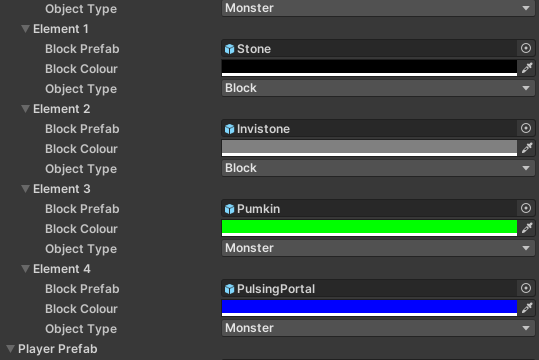 Object Type Monster
Element 1
Block Prefab Stone
Block Colour
Object Type Block
Element 2
Block Prefab Invistone
Block Colour
Object Type Block
Element 3
Block Prefab Pumkin
Block Colour
Object Type Monster
Element 4
Block Prefab PulsingPortal
Block Colour
Object Type Monster
Player Prefab